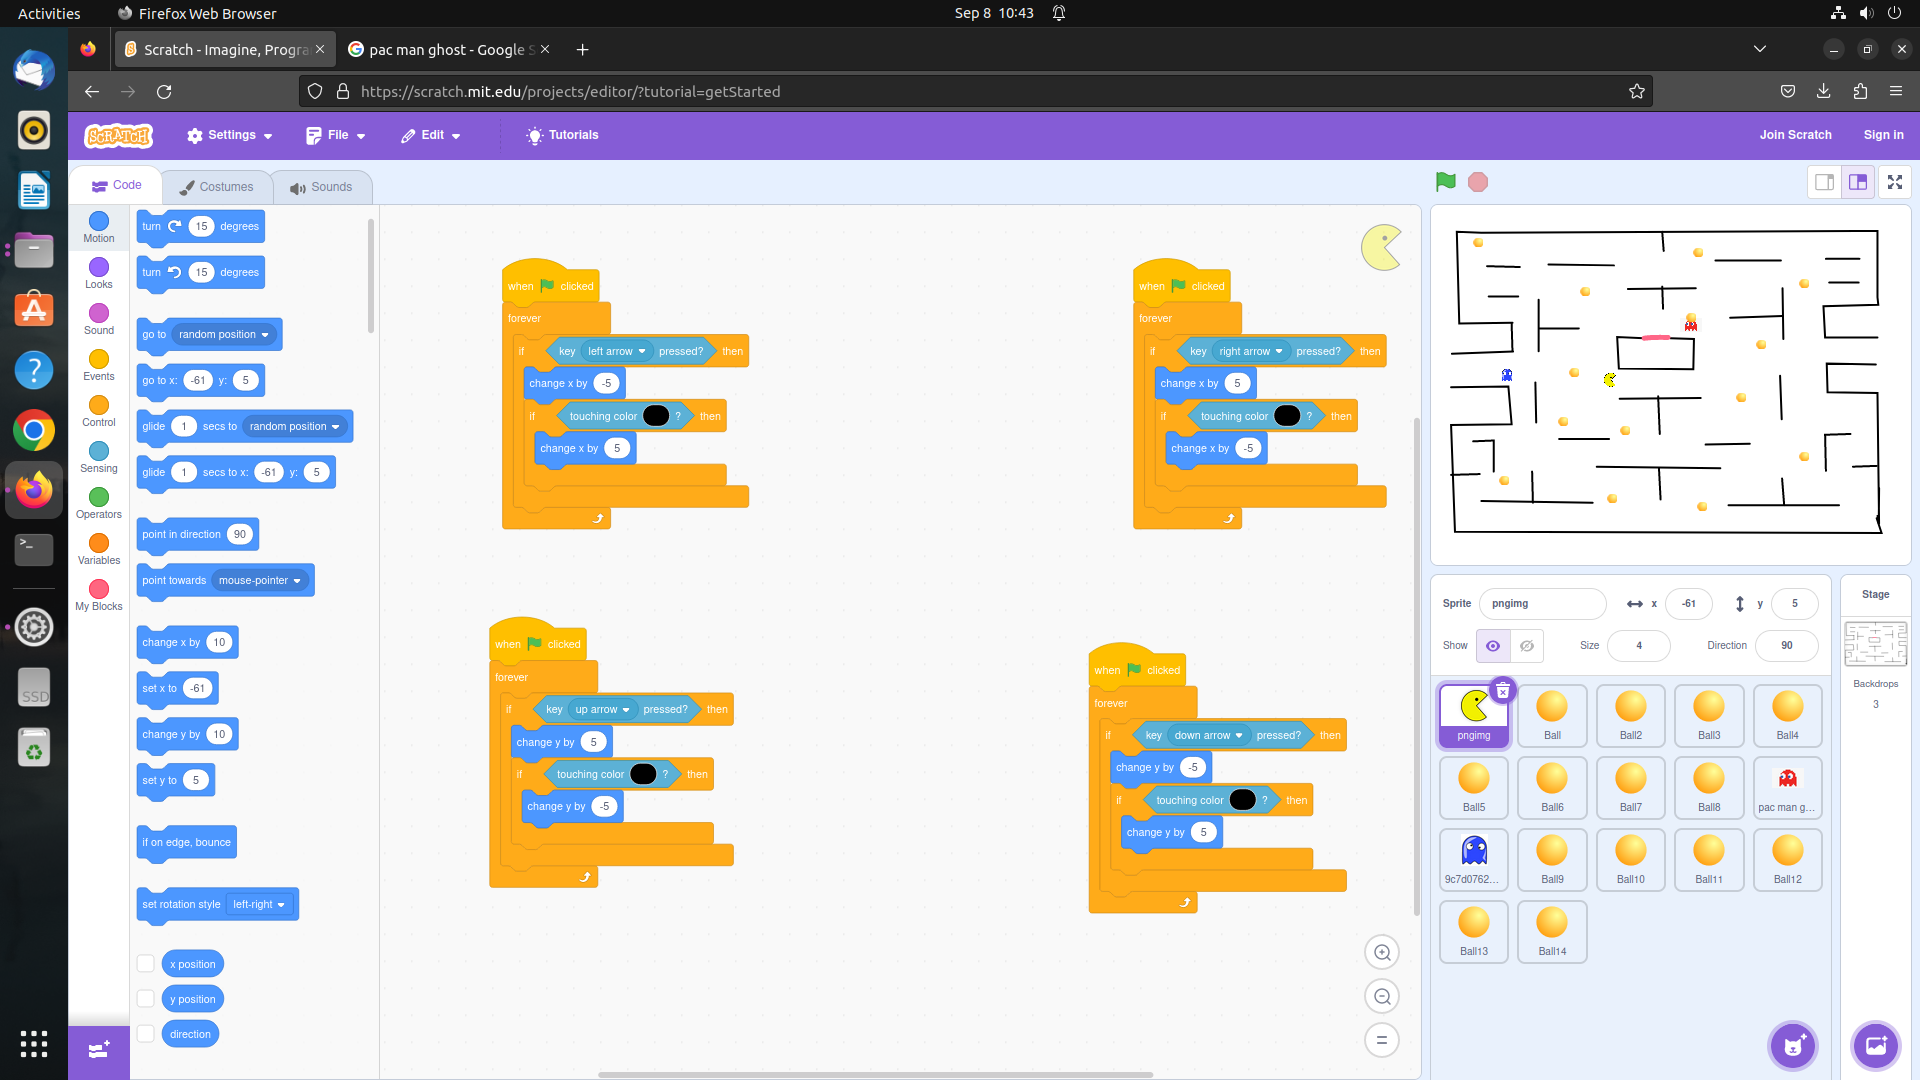 Activities
Firefox Web Browser
Sep 8 10:43
Scratch - Imagine, Progra
pac man ghost - Google S
https://scratch.mit.edu/projects/editor/?tutorial=getStarted
SCRATCH
Settings
File
Edit
Tutorials
Join Scratch
Sign in
Code
Costumes
Sounds
Motion
Looks
Sound
Events
Control
Sensing
Operators
Variables
My Blocks
turn 15 degrees
turn 15 degrees
go to random position
go to x: -61 y: 5
glide 1 secs to random position
glide 1 secs to x: -61 y: 5
point in direction 90
point towards mouse-pointer
change x by 10
set x to -61
change y by 10
set y to 5
if on edge, bounce
set rotation style left-right
x position
y position
direction
when clicked
forever
if key left arrow pressed? then
change x by -5
if touching color ? then
change x by 5
when clicked
forever
if key right arrow pressed? then
change x by 5
if touching color ? then
change x by -5
when clicked
forever
if key up arrow pressed? then
change y by 5
if touching color ? then
change y by -5
when clicked
forever
if key down arrow pressed? then
change y by -5
if touching color ? then
change y by 5
Sprite pngimg x -61 y 5
Show Size 4 Direction 90
pngimg
Ball
Ball2
Ball3
Ball4
Ball5
Ball6
Ball7
Ball8
pac man g...
9c7d0762...
Ball9
Ball10
Ball11
Ball12
Ball13
Ball14
Stage
Backdrops
3
SSD